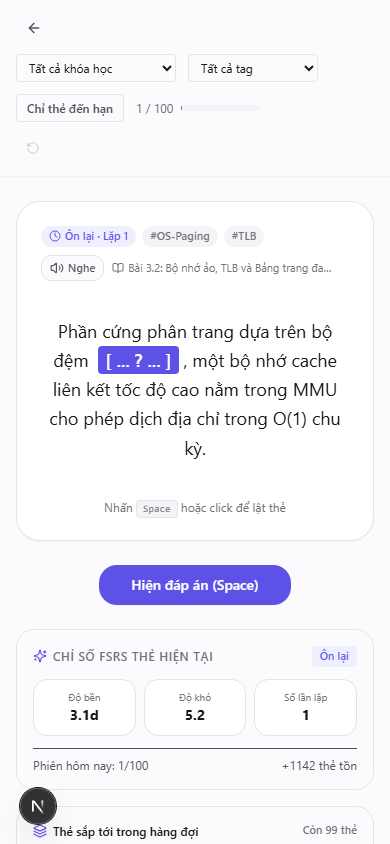 Tất cả khóa học
Tất cả tag
Chỉ thẻ đến hạn
1 / 100
Ôn lại · Lặp 1
#OS-Paging
#TLB
Nghe
Bài 3.2: Bộ nhớ ảo, TLB và Bảng trang đa...
Phần cứng phân trang dựa trên bộ
đệm [ ... ? ... ] , một bộ nhớ cache
liên kết tốc độ cao nằm trong MMU
cho phép dịch địa chỉ trong O(1) chu
kỳ.
Nhấn Space hoặc click để lật thẻ
Hiện đáp án (Space)
CHỈ SỐ FSRS THẺ HIỆN TẠI
Ôn lại
Độ bền
3.1d
Độ khó
5.2
Số lần lặp
1
Phiên hôm nay: 1/100
+1142 thẻ tồn
N
Thẻ sắp tới trong hàng đợi
Còn 99 thẻ